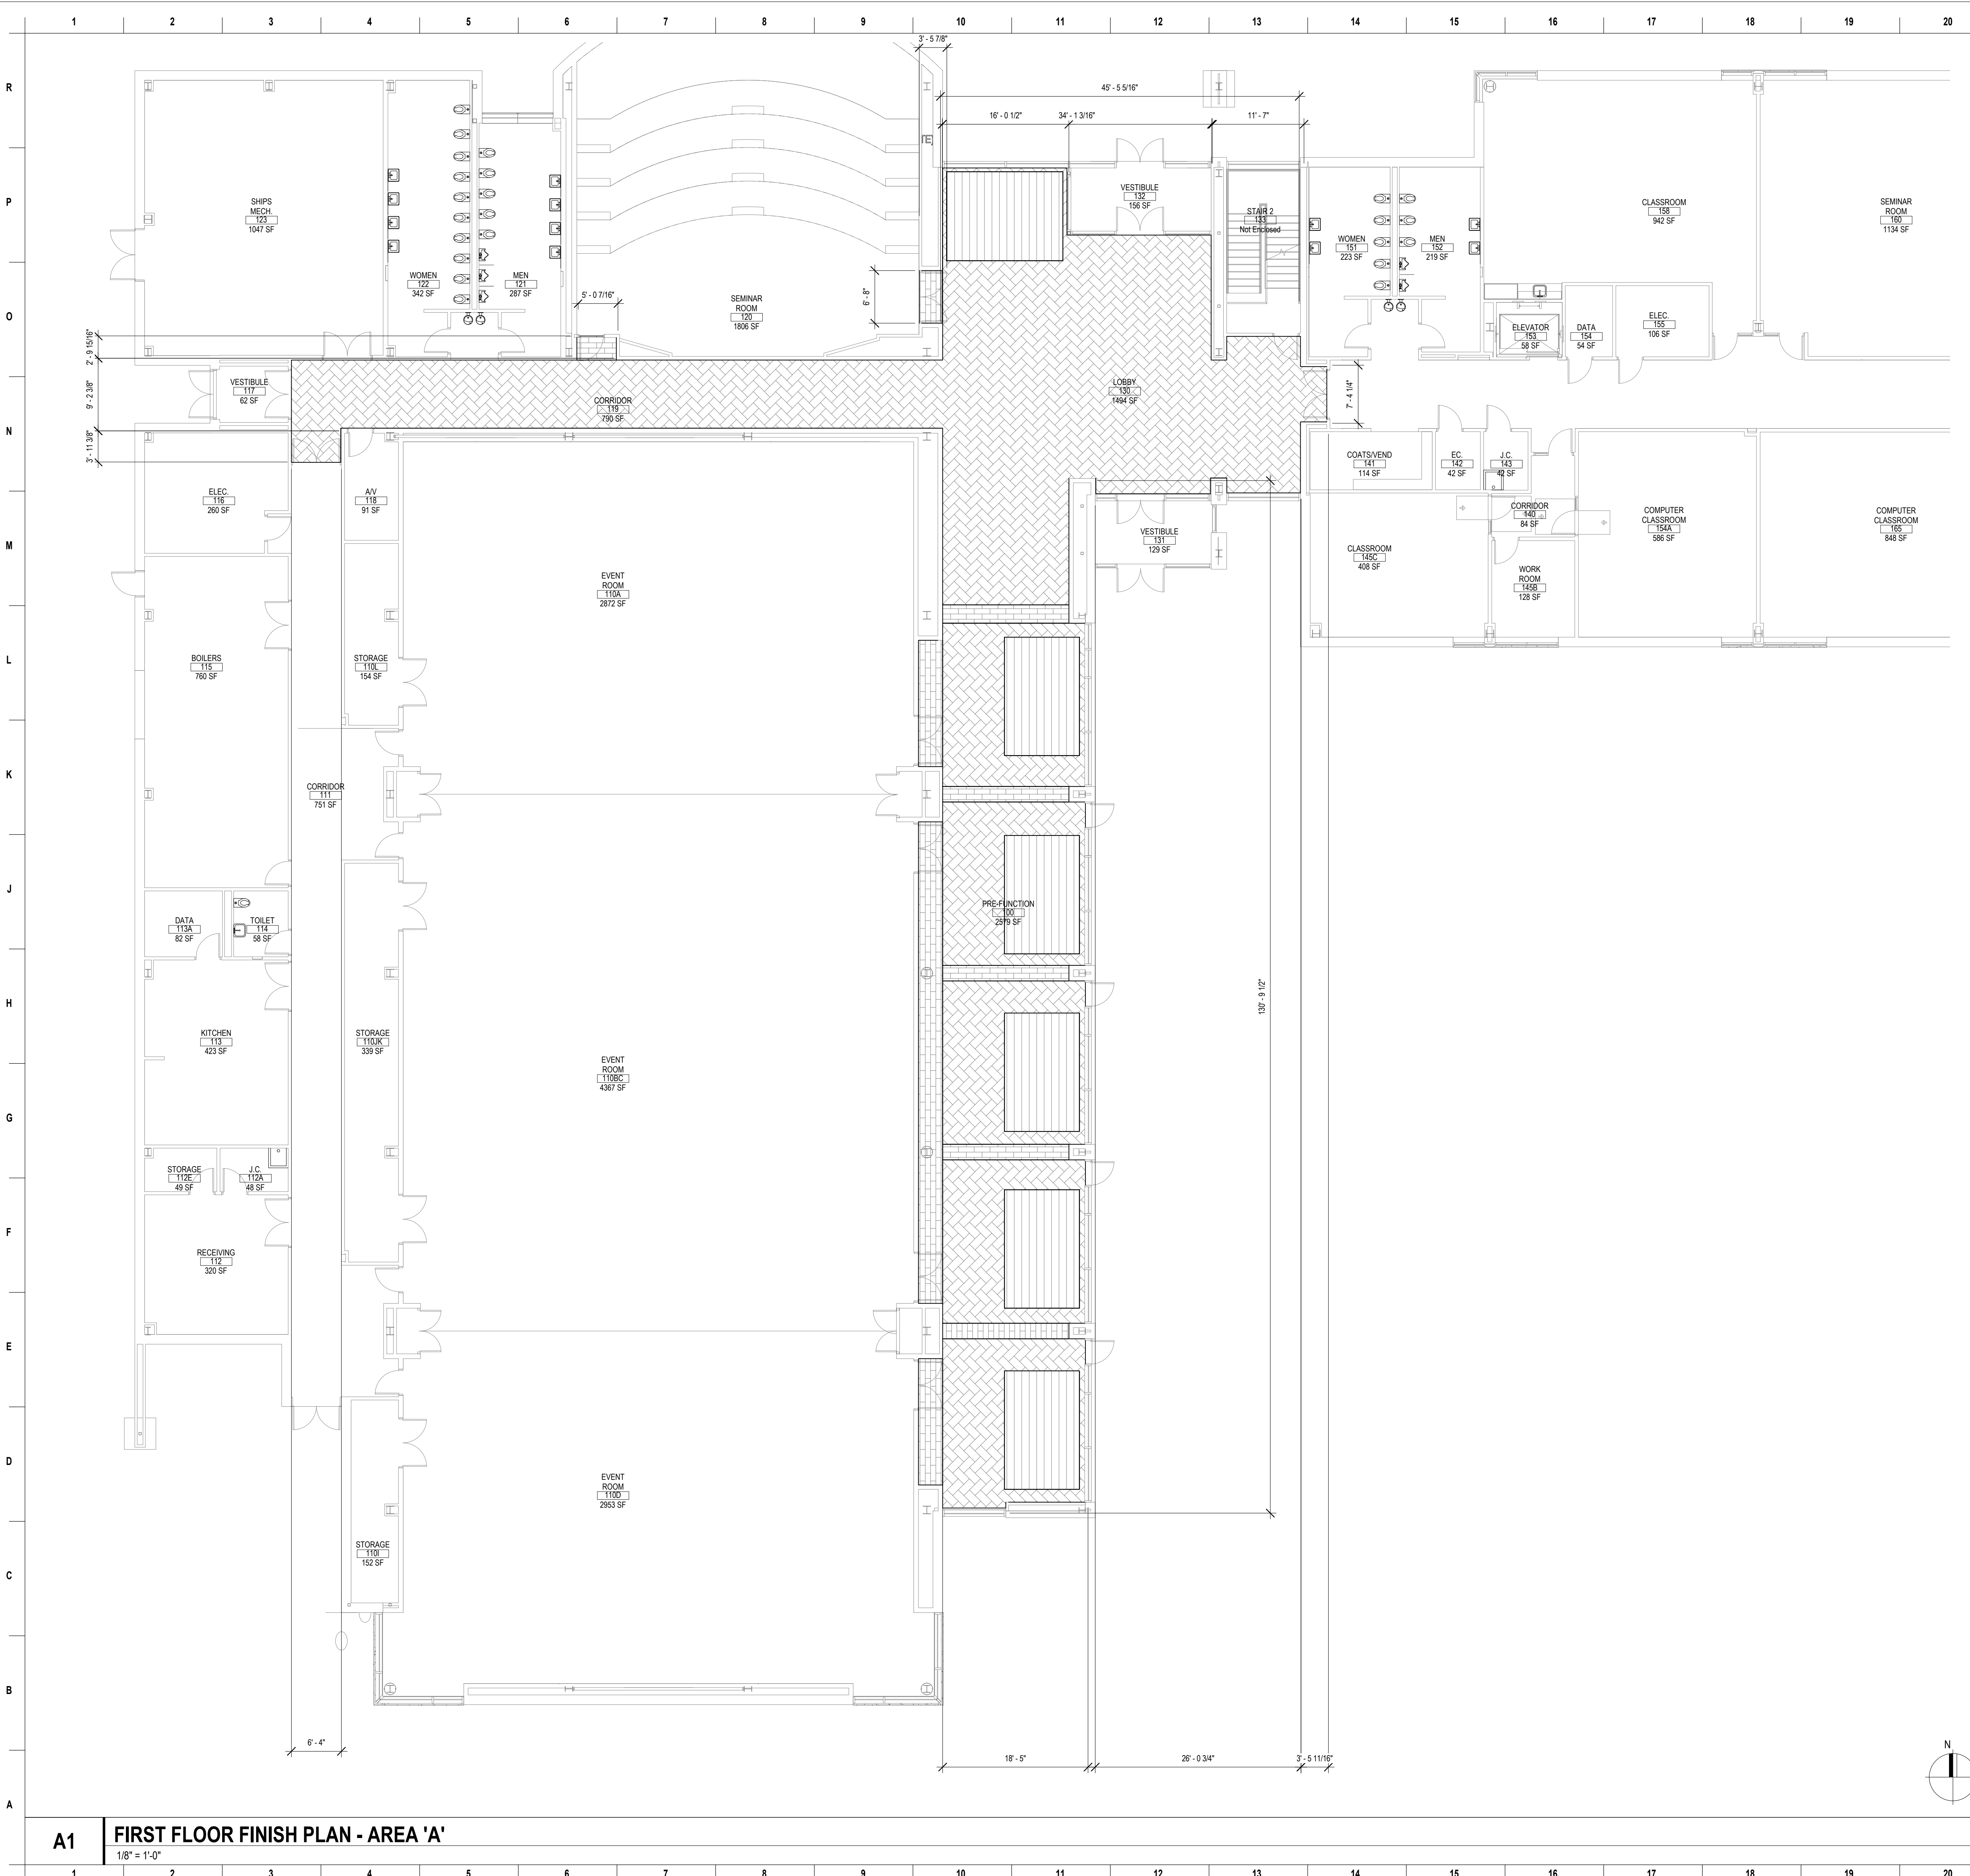 1 2 3 4 5 6 7 8 9 10 11 12 13 14 15 16 17 18 19 20
R
P
O
N
M
L
K
J
H
G
F
E
D
C
B
A
3' - 5 7/8"
45' - 5 5/16"
16' - 0 1/2"
34' - 1 3/16"
11' - 7"
SHIPS
MECH.
123
1047 SF
WOMEN
122
342 SF
MEN
121
287 SF
5' - 0 7/16"
SEMINAR
ROOM
120
1806 SF
6' - 8"
VESTIBULE
132
156 SF
STAIR 2
133
Not Enclosed
WOMEN
151
223 SF
MEN
152
219 SF
CLASSROOM
158
942 SF
SEMINAR
ROOM
160
1134 SF
ELEVATOR
153
58 SF
DATA
154
54 SF
ELEC.
155
106 SF
2' - 9 15/16"
9' - 2 3/8"
3' - 11 3/8"
VESTIBULE
117
62 SF
CORRIDOR
119
790 SF
LOBBY
130
1494 SF
7' - 4 1/4"
COATS/VEND
141
114 SF
EC.
142
42 SF
J.C.
143
42 SF
ELEC.
116
260 SF
A/V
118
91 SF
VESTIBULE
131
129 SF
CORRIDOR
140
84 SF
CLASSROOM
145C
408 SF
WORK
ROOM
145B
128 SF
COMPUTER
CLASSROOM
154A
586 SF
COMPUTER
CLASSROOM
165
848 SF
EVENT
ROOM
110A
2872 SF
BOILERS
115
760 SF
STORAGE
110L
154 SF
CORRIDOR
111
751 SF
DATA
113A
82 SF
TOILET
114
58 SF
PRE-FUNCTION
100
2579 SF
130' - 9 1/2"
KITCHEN
113
423 SF
STORAGE
110JK
339 SF
EVENT
ROOM
110BC
4367 SF
STORAGE
112E
49 SF
J.C.
112A
48 SF
RECEIVING
112
320 SF
EVENT
ROOM
110D
2953 SF
STORAGE
110I
152 SF
6' - 4"
18' - 5"
26' - 0 3/4"
3' - 5 11/16"
N
A1
FIRST FLOOR FINISH PLAN - AREA 'A'
1/8" = 1'-0"
1 2 3 4 5 6 7 8 9 10 11 12 13 14 15 16 17 18 19 20